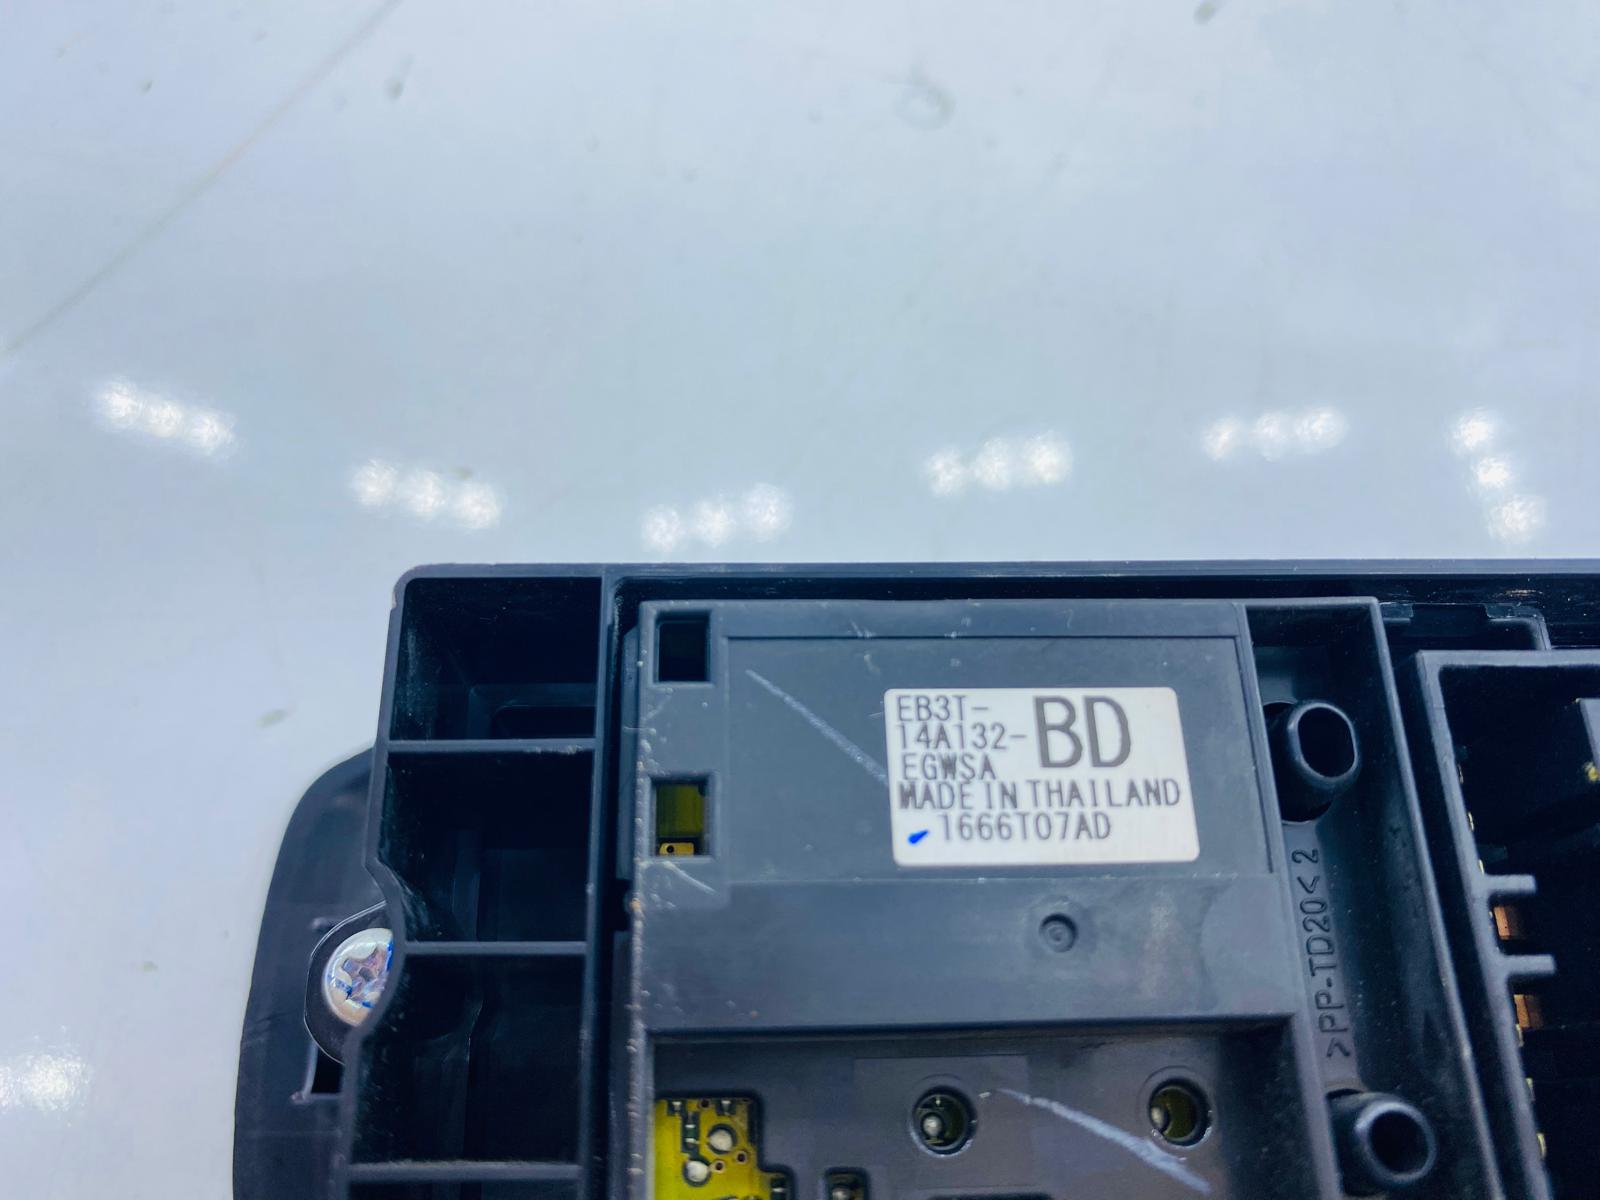 EB3T-
14A132-BD
EGWSA
MADE IN THAILAND
1666T07AD
>PP-TD20< 2